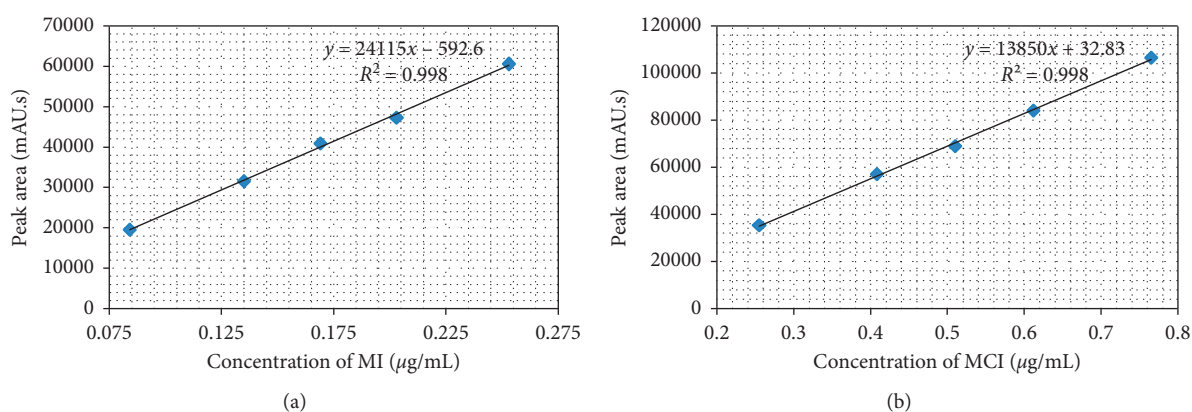 70000
60000
50000
40000
30000
20000
10000
0
Peak area (mAU.s)
y = 24115x – 592.6
R² = 0.998
0.075 0.125 0.175 0.225 0.275
Concentration of MI (μg/mL)
(a)
120000
100000
80000
60000
40000
20000
0
Peak area (mAU.s)
y = 13850x + 32.83
R² = 0.998
0.2 0.3 0.4 0.5 0.6 0.7 0.8
Concentration of MCI (μg/mL)
(b)